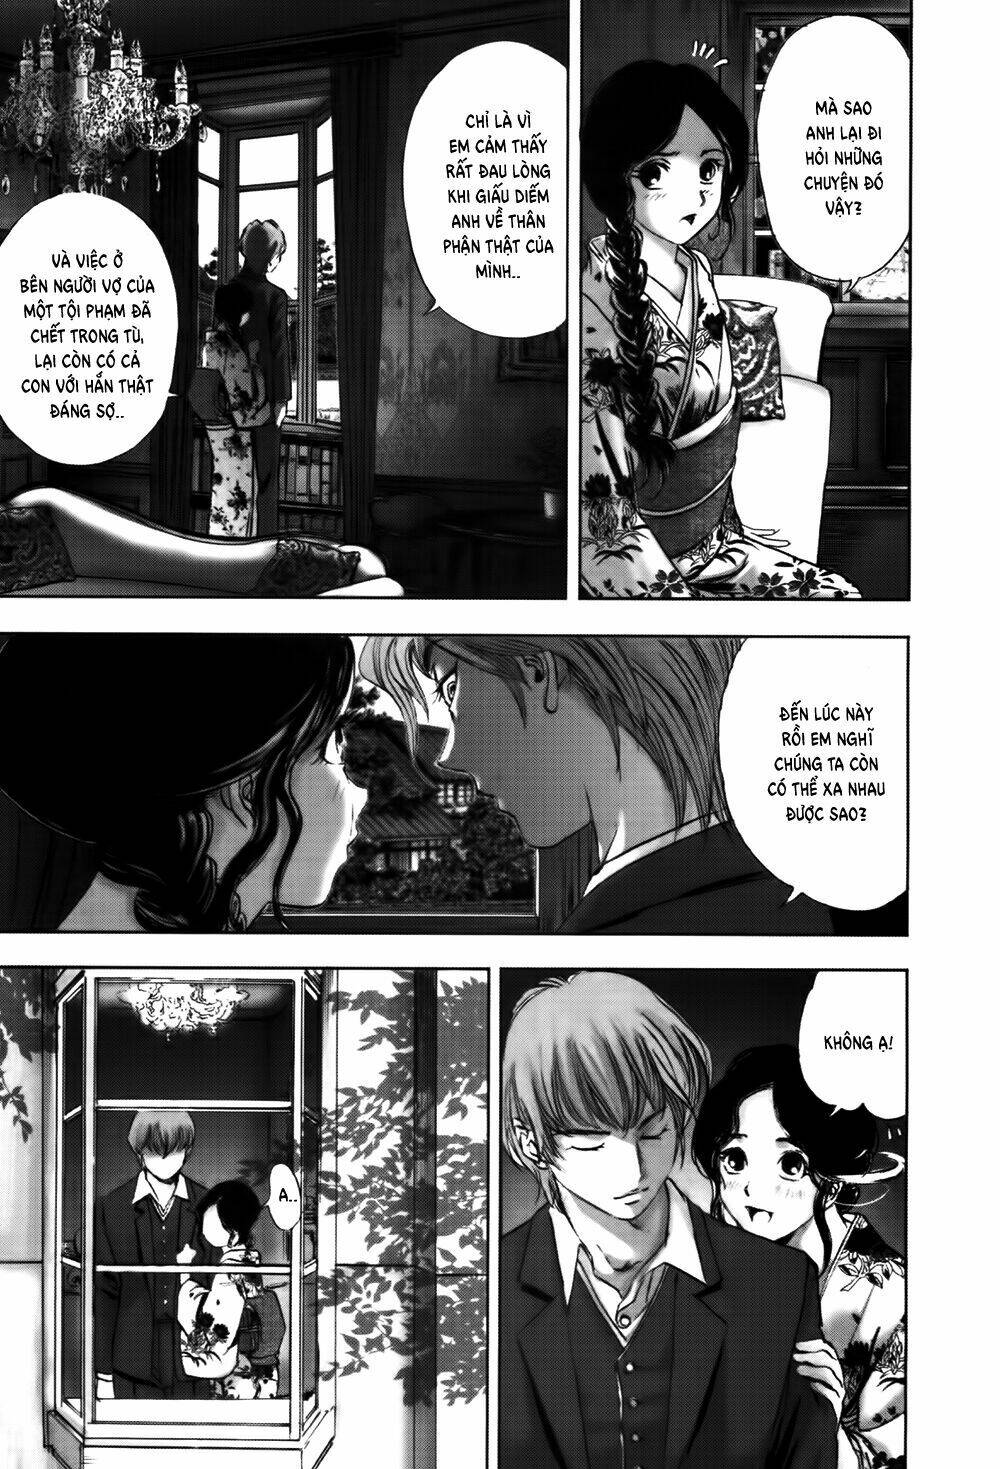 MÀ SAO
ANH LẠI ĐI
HỎI NHỮNG
CHUYỆN ĐÓ
VẬY?
CHỈ LÀ VÌ
EM CẢM THẤY
RẤT ĐAU LÒNG
KHI GIẤU DIẾM
ANH VỀ THÂN
PHẬN THẬT CỦA
MÌNH..
VÀ VIỆC Ở
BÊN NGƯỜI VỢ CỦA
MỘT TỘI PHẠM ĐÃ
CHẾT TRONG TÙ,
LẠI CÒN CÓ CẢ
CON VỚI HẮN THẬT
ĐÁNG SỢ..
ĐẾN LÚC NÀY
RỒI EM NGHĨ
CHÚNG TA CÒN
CÓ THỂ XA NHAU
ĐƯỢC SAO?
KHÔNG Ạ!
A..